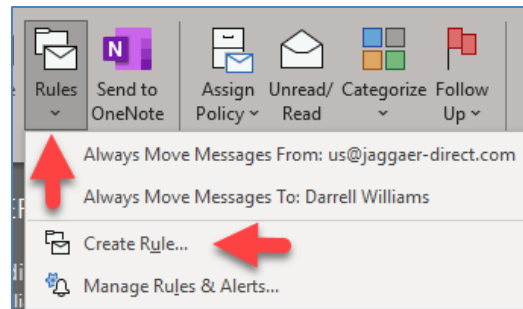 Rules Send to Assign Unread/ Categorize Follow
OneNote Policy Read Up
Always Move Messages From: us@jaggaer-direct.com
Always Move Messages To: Darrell Williams
Create Rule...
Manage Rules & Alerts...